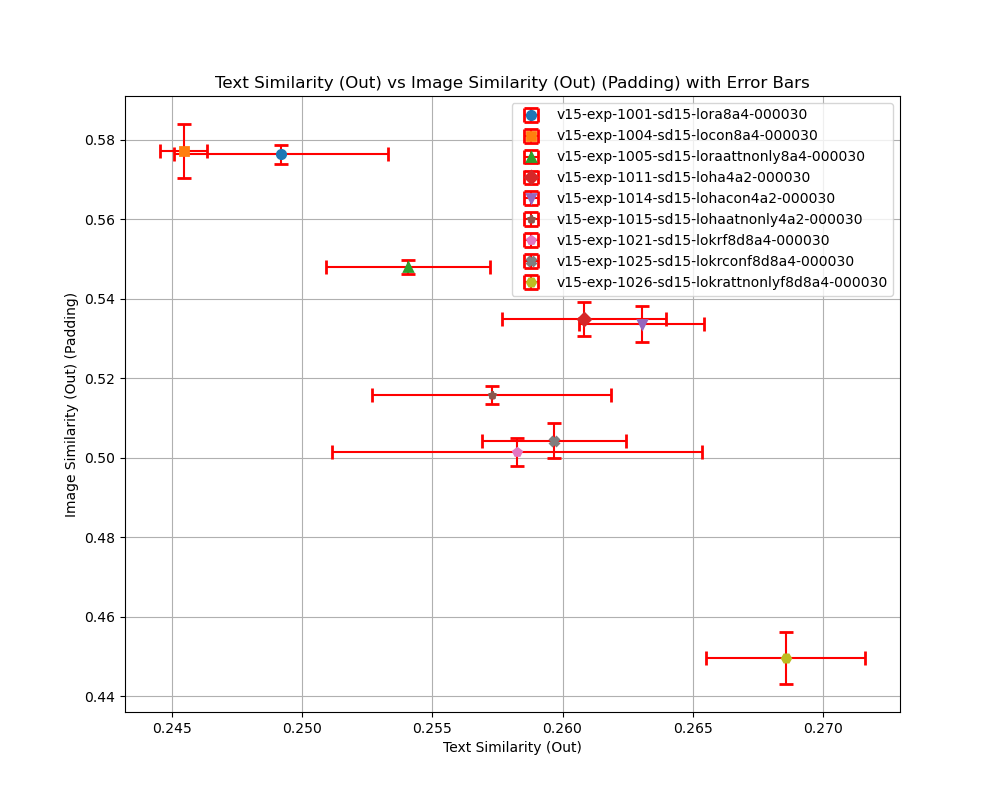 Text Similarity (Out) vs Image Similarity (Out) (Padding) with Error Bars
v15-exp-1001-sd15-lora8a4-000030
v15-exp-1004-sd15-locon8a4-000030
v15-exp-1005-sd15-loraattnonly8a4-000030
v15-exp-1011-sd15-loha4a2-000030
v15-exp-1014-sd15-lohacon4a2-000030
v15-exp-1015-sd15-lohaatnonly4a2-000030
v15-exp-1021-sd15-lokrf8d8a4-000030
v15-exp-1025-sd15-lokrconf8d8a4-000030
v15-exp-1026-sd15-lokrattnonlyf8d8a4-000030
Image Similarity (Out) (Padding)
0.58
0.56
0.54
0.52
0.50
0.48
0.46
0.44
0.245 0.250 0.255 0.260 0.265 0.270
Text Similarity (Out)